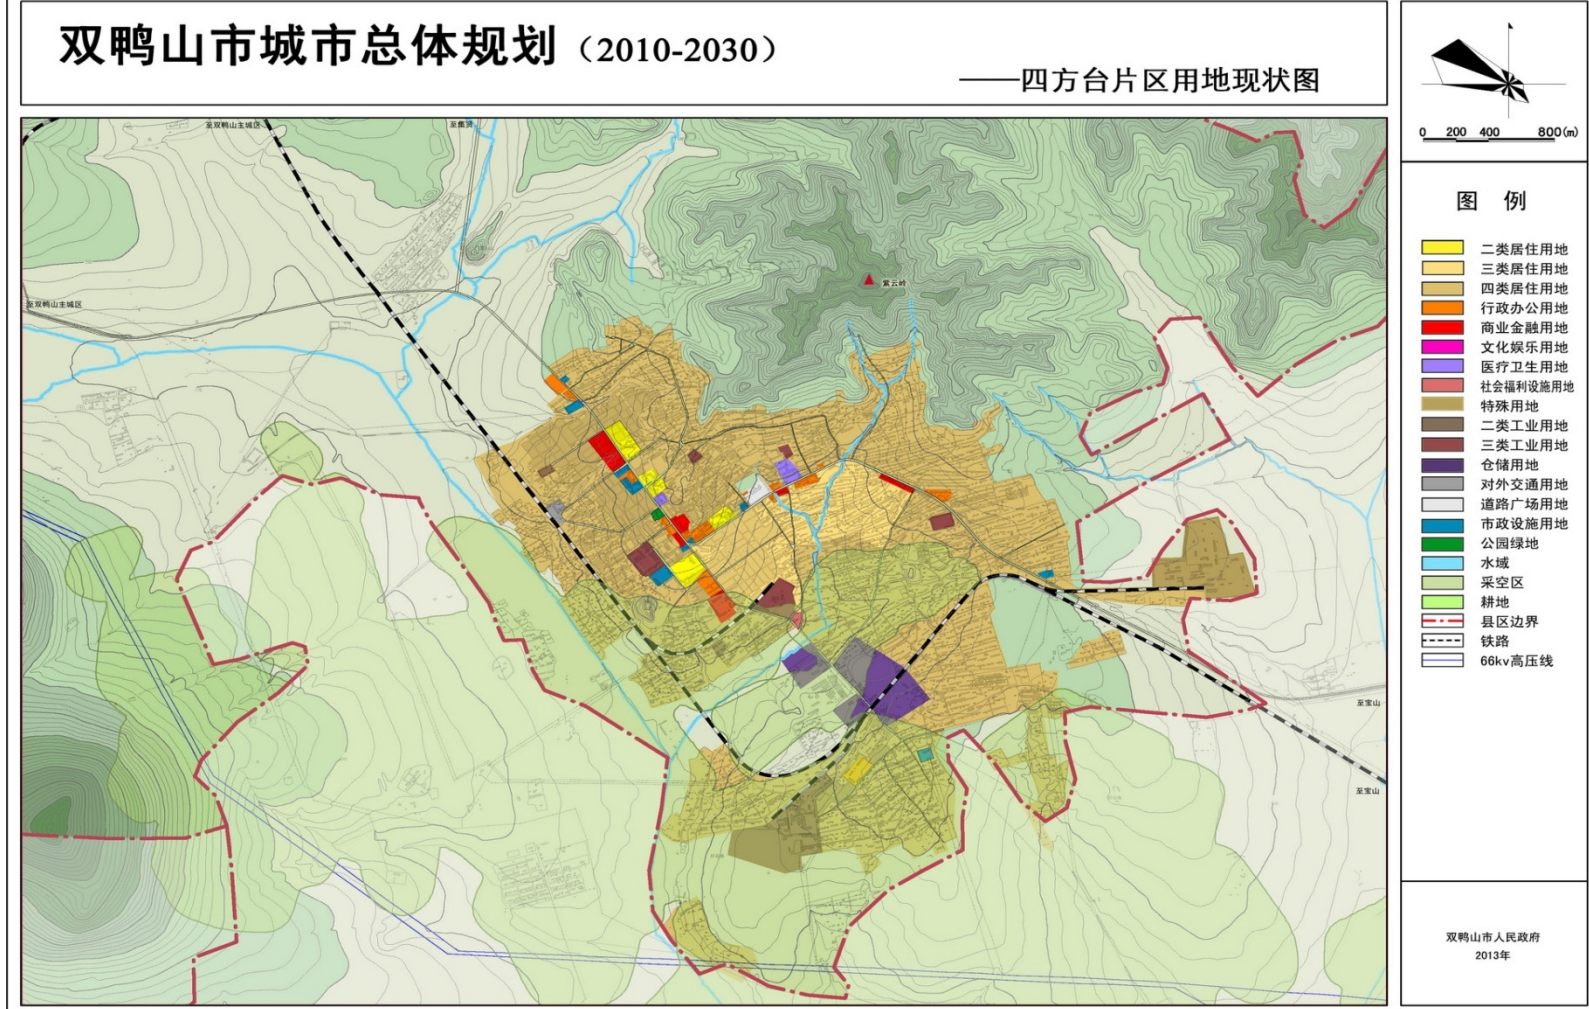 双鸭山市城市总体规划（2010-2030）
——四方台片区用地现状图
0 200 400 800(m)
至双鸭山主城区
至集贤
至双鸭山主城区
紫云岭
至宝山
至宝山
图 例
二类居住用地
三类居住用地
四类居住用地
行政办公用地
商业金融用地
文化娱乐用地
医疗卫生用地
社会福利设施用地
特殊用地
二类工业用地
三类工业用地
仓储用地
对外交通用地
道路广场用地
市政设施用地
公园绿地
水域
采空区
耕地
县区边界
铁路
66kv高压线
双鸭山市人民政府
2013年